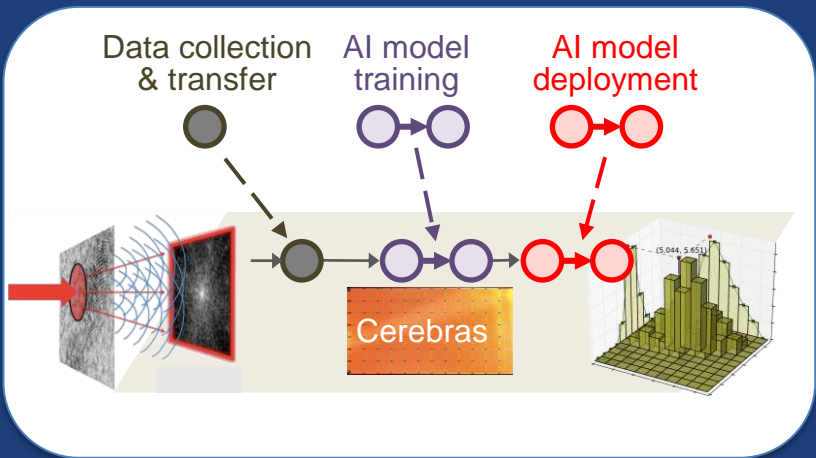 Data collection
& transfer
AI model
training
AI model
deployment
(5.044, 5.651)
Cerebras